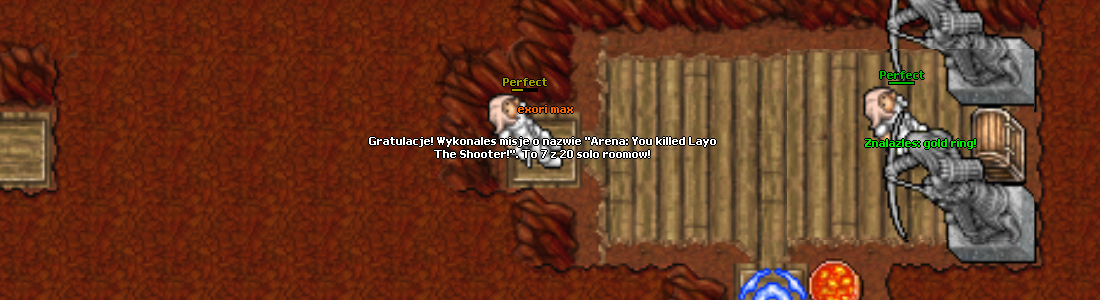 Perfect
Perfect
exori max
Gratulacje! Wykonales misje o nazwie "Arena: You killed Layo
The Shooter!". To 7 z 20 solo roomow!
Znalazles: gold ring!